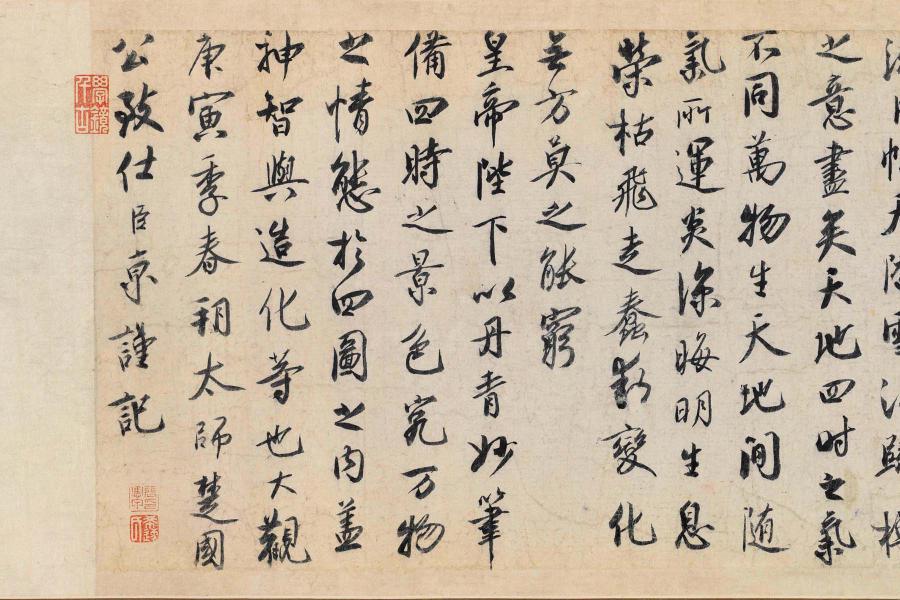 之意盡矣天地四时之氣
不同萬物生天地間随
氣所運炎涼晦明生息
榮枯飛走蠢動變化
無方莫之能窮
皇帝陛下以丹青妙筆
備四時之景色究万物
之情態於四圖之内盖
神智與造化等也大觀
庚寅季春朔太師楚國
公致仕臣京謹記